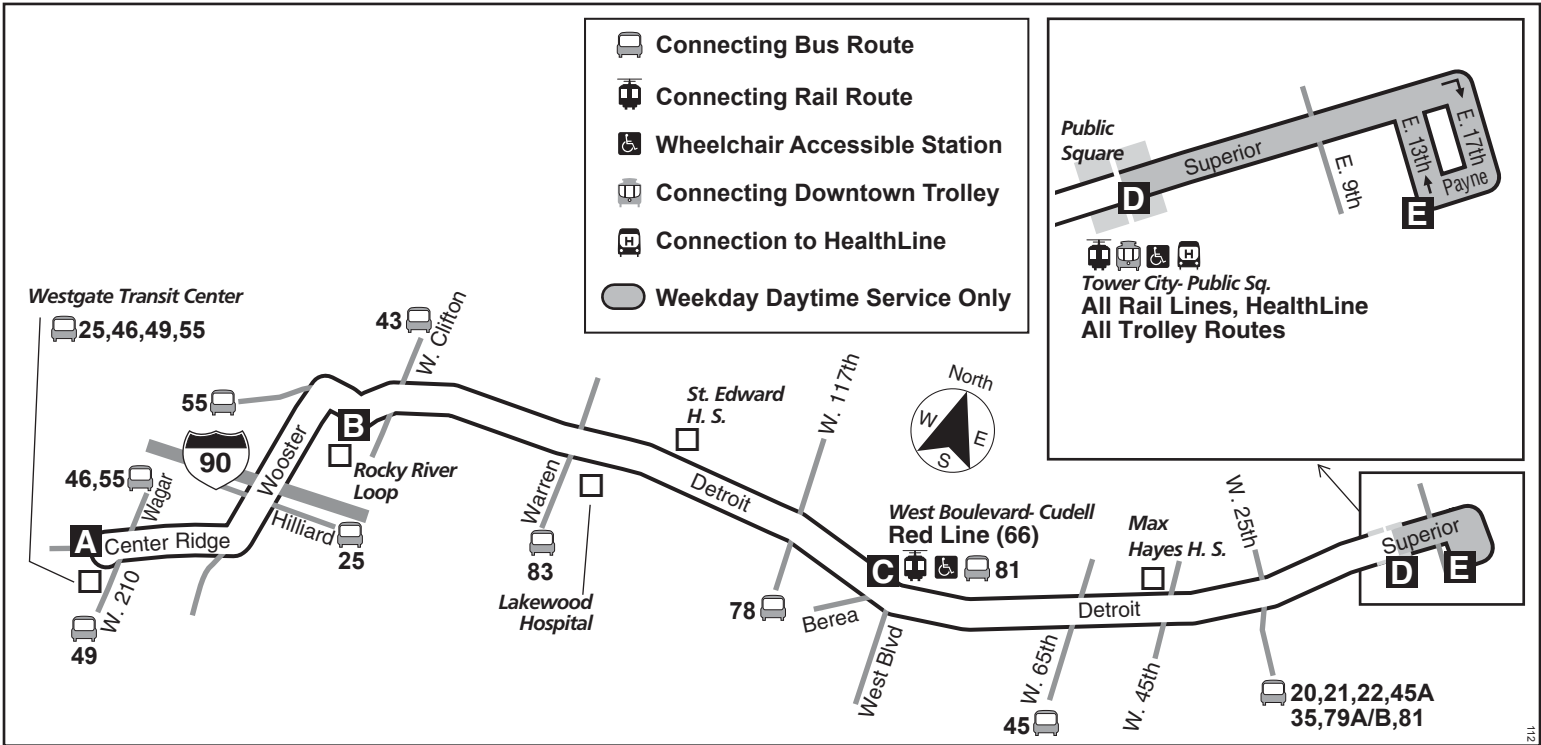 Connecting Bus Route
Connecting Rail Route
Wheelchair Accessible Station
Connecting Downtown Trolley
H
Connection to HealthLine
Weekday Daytime Service Only
Public
Square
Superior
E. 9th
E. 13th
E. 17th
Payne
D
E
H
Tower City- Public Sq.
All Rail Lines, HealthLine
All Trolley Routes
Westgate Transit Center
25,46,49,55
43
W. Clifton
55
90
Wooster
B
Rocky River
Loop
46,55
Wagar
A
Center Ridge
Hilliard
25
W. 210
49
Warren
83
Lakewood
Hospital
St. Edward
H. S.
Detroit
W. 117th
78
North
W
E
S
West Boulevard- Cudell
Red Line (66)
C
81
Berea
West Blvd
Max
Hayes H. S.
Detroit
W. 65th
45
W. 45th
W. 25th
20,21,22,45A
35,79A/B,81
Superior
D
E
112